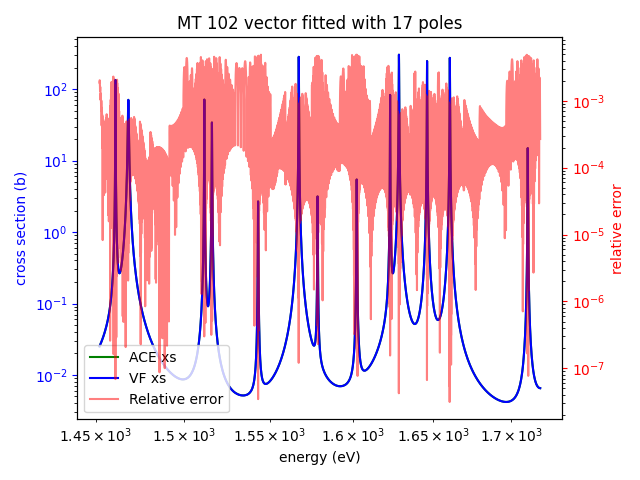 MT 102 vector fitted with 17 poles
cross section (b)
10²
10¹
10⁰
10⁻¹
10⁻²
relative error
10⁻³
10⁻⁴
10⁻⁵
10⁻⁶
10⁻⁷
ACE xs
VF xs
Relative error
1.45 × 10³ 1.5 × 10³ 1.55 × 10³ 1.6 × 10³ 1.65 × 10³ 1.7 × 10³
energy (eV)